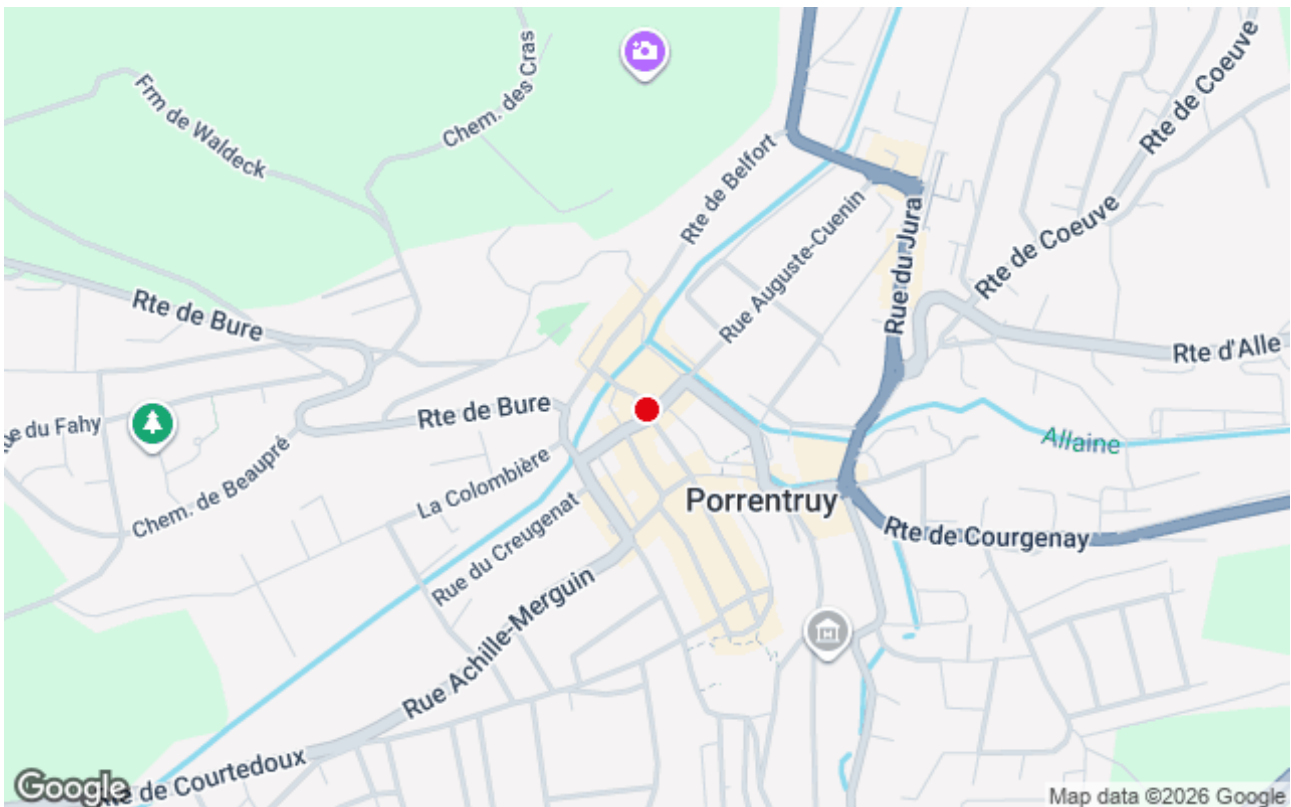 Frm de Waldeck
Chem. des Cras
Rte de Coeuve
Rte de Belfort
Rue Auguste-Cuenin
Rue du Jura
Rte de Coeuve
Rte de Bure
Rte d'Alle
Rte de Bure
Rue du Fahy
Chem. de Beaupré
La Colombière
Allaine
Porrentruy
Rue du Creugenat
Rte de Courgenay
Rue Achille-Merguin
Rte de Courtedoux
Google
Map data ©2026 Google